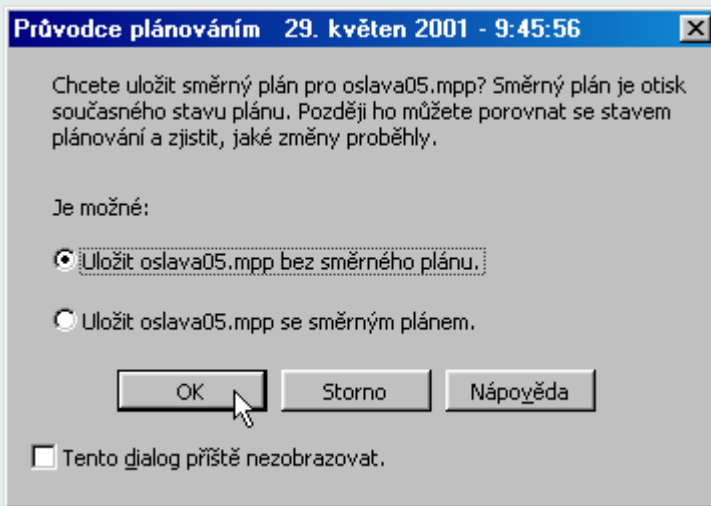 Průvodce plánováním 29. květen 2001 - 9:45:56
Chcete uložit směrný plán pro oslava05.mpp? Směrný plán je otisk
současného stavu plánu. Později ho můžete porovnat se stavem
plánování a zjistit, jaké změny proběhly.
Je možné:
Uložit oslava05.mpp bez směrného plánu.
Uložit oslava05.mpp se směrným plánem.
OK Storno Nápověda
Tento dialog příště nezobrazovat.